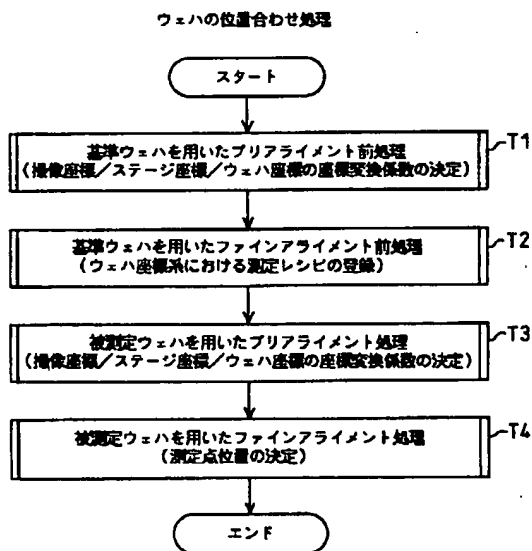 ウェハの位置合わせ処理
スタート
T1
基準ウェハを用いたプリアライメント前処理
(撮像座標/ステージ座標/ウェハ座標の座標変換係数の決定)
T2
基準ウェハを用いたファインアライメント前処理
(ウェハ座標系における測定レシピの登録)
T3
被測定ウェハを用いたプリアライメント処理
(撮像座標/ステージ座標/ウェハ座標の座標変換係数の決定)
T4
被測定ウェハを用いたファインアライメント処理
(測定点位置の決定)
エンド